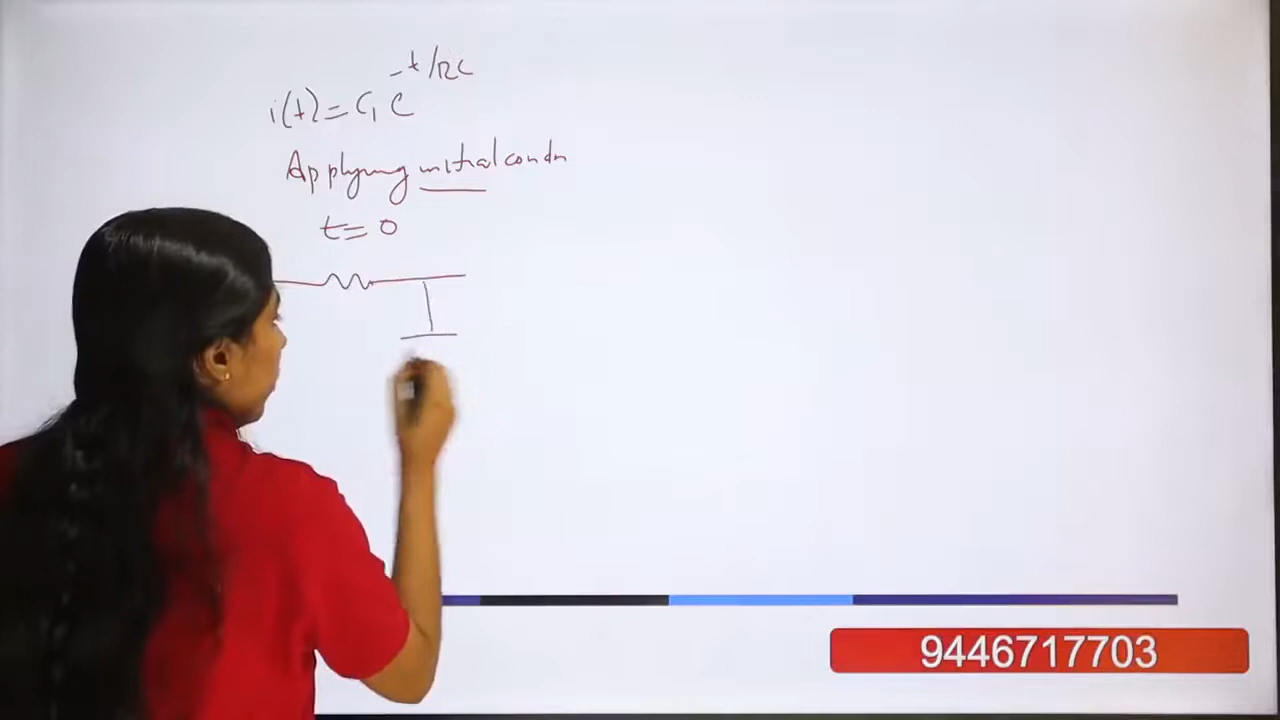 i(t) = C₁ e^-t/RC
Applying initial condn
t = 0
9446717703